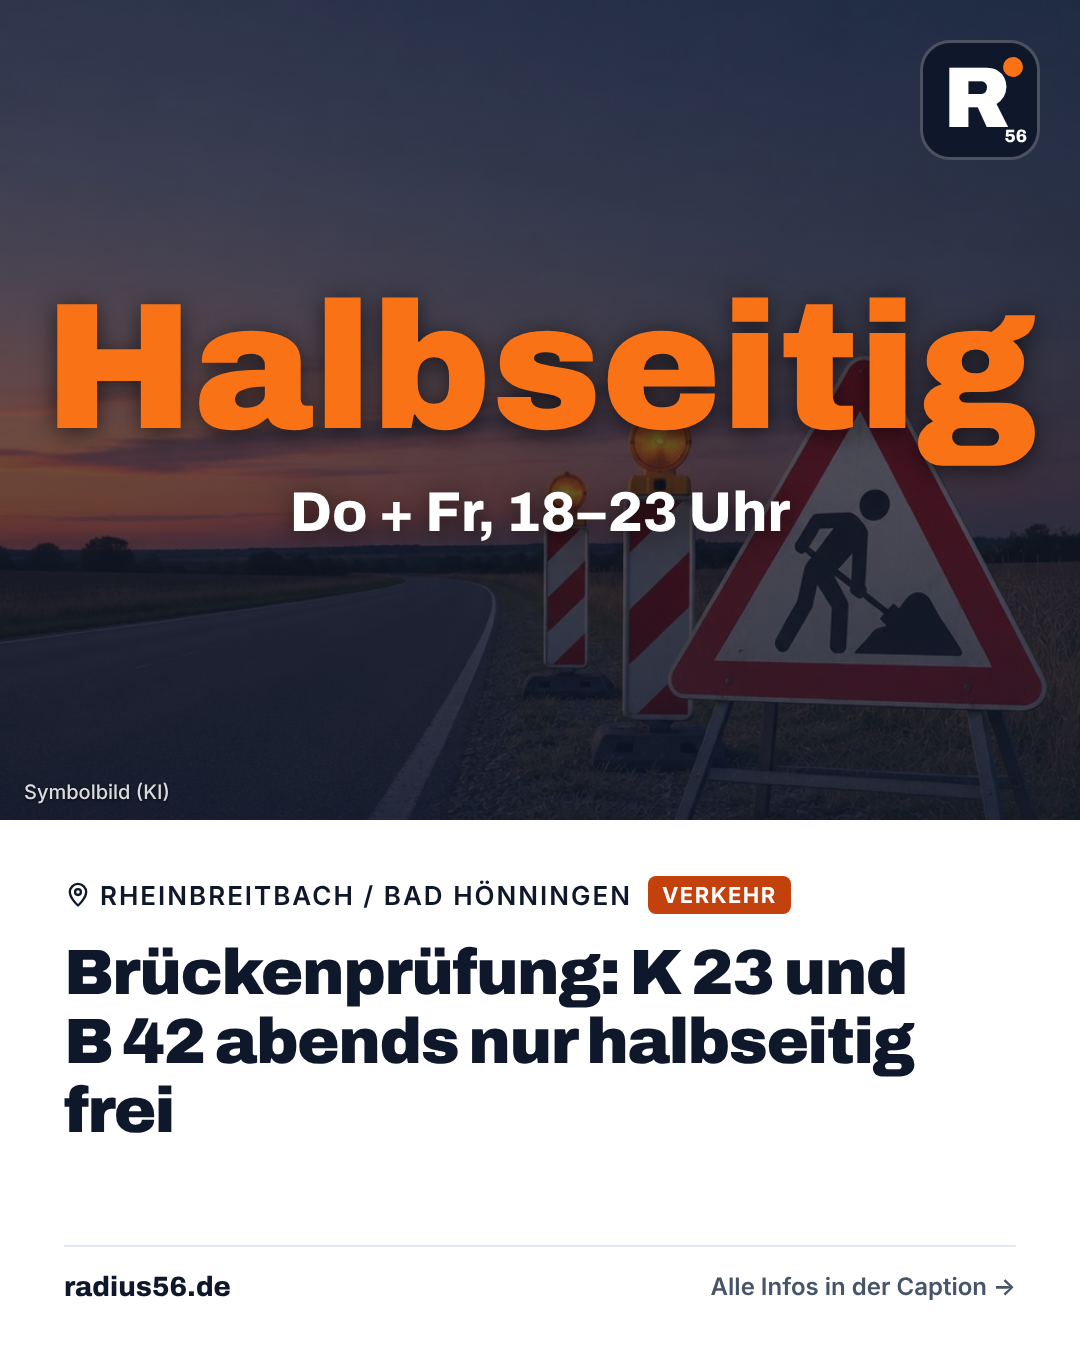 R
56
Halbseitig
Do + Fr, 18–23 Uhr
Symbolbild (KI)
RHEINBREITBACH / BAD HÖNNINGEN
VERKEHR
Brückenprüfung: K 23 und
B 42 abends nur halbseitig
frei
radius56.de
Alle Infos in der Caption →